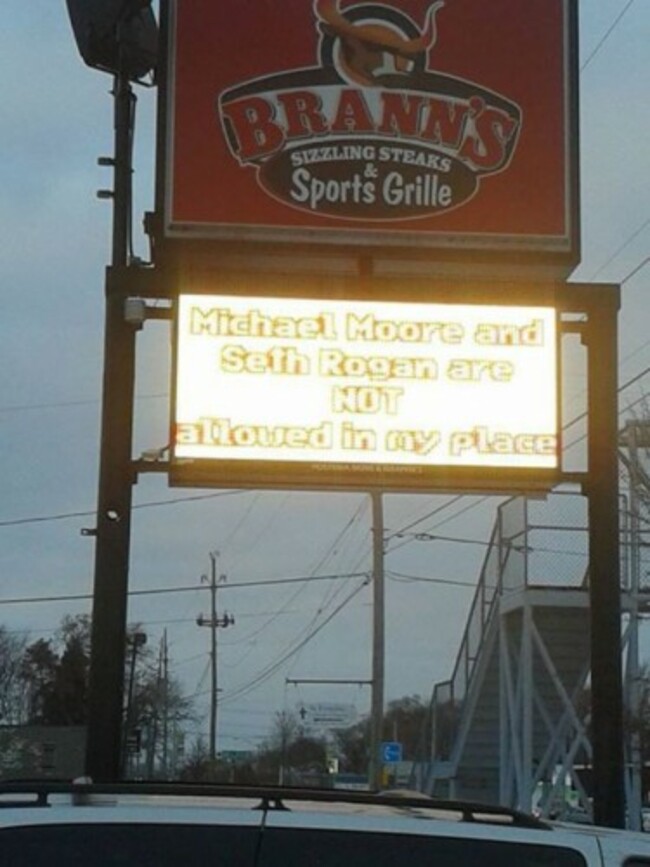 BRANN'S
SIZZLING STEAKS
&
Sports Grille
Michael Moore and
Seth Rogan are
NOT
allowed in my place